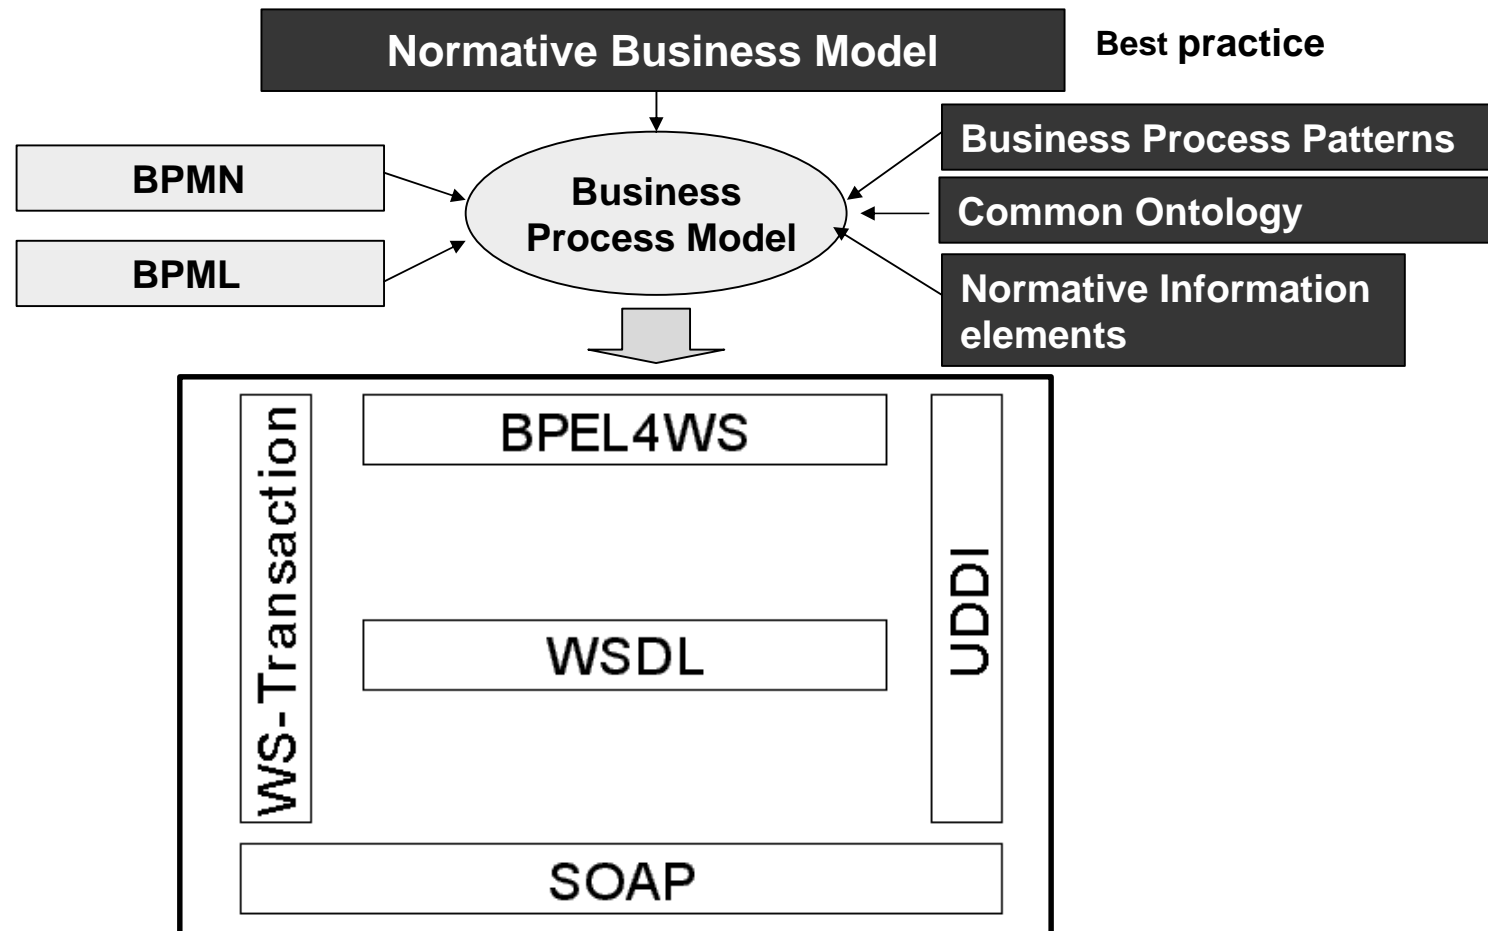 Normative Business Model
Best practice
Business Process Patterns
BPMN
Business
Process Model
Common Ontology
BPML
Normative Information
elements
WS-Transaction
BPEL4WS
UDDI
WSDL
SOAP